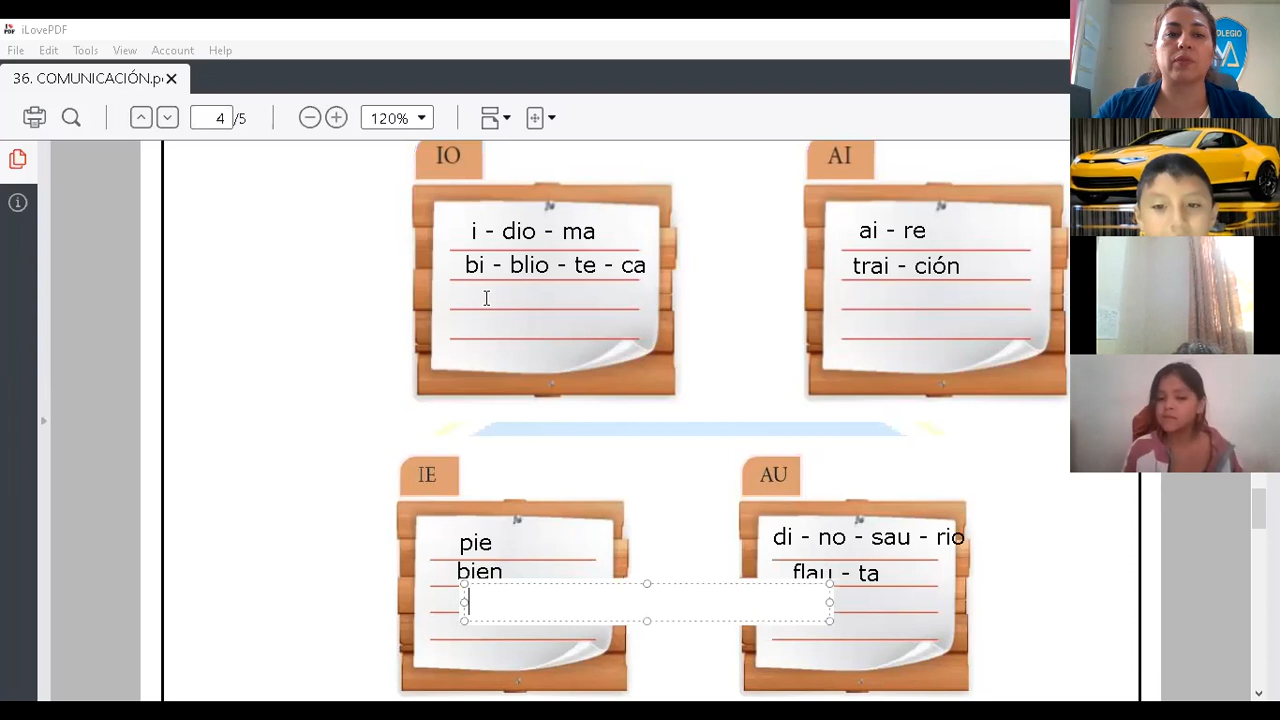 iLovePDF
File Edit Tools View Account Help
36. COMUNICACIÓN.p
4 /5
120%
IO
i - dio - ma
bi - blio - te - ca
AI
ai - re
trai - ción
IE
pie
bien
AU
di - no - sau - rio
flau - ta